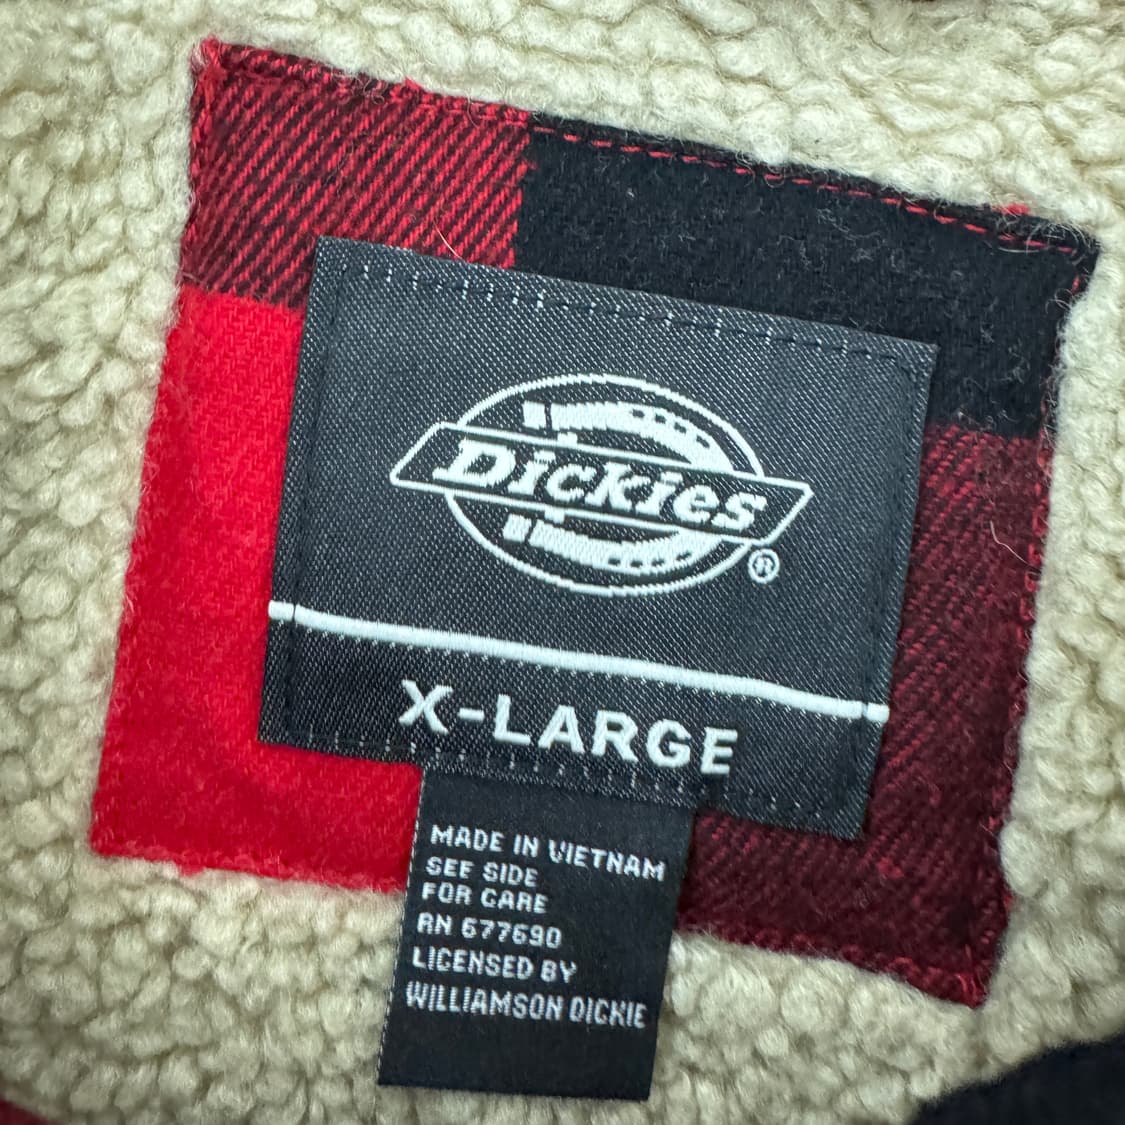 Dickies
®
X-LARGE
MADE IN VIETNAM
SEE SIDE
FOR CARE
RN 677690
LICENSED BY
WILLIAMSON DICKIE